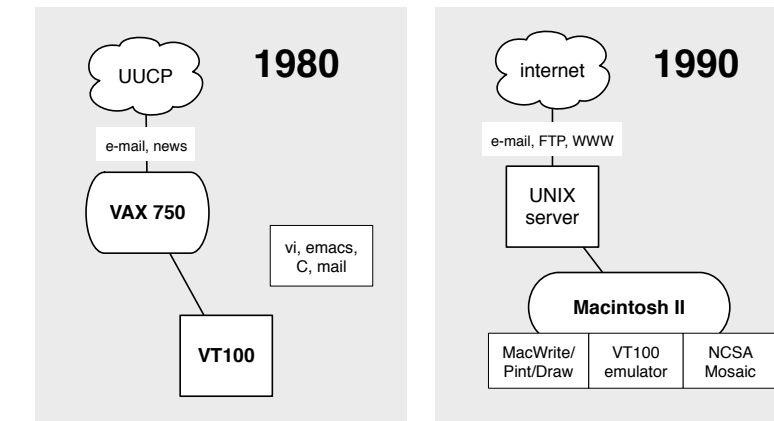 1980
UUCP
e-mail, news
VAX 750
vi, emacs,
C, mail
VT100
1990
internet
e-mail, FTP, WWW
UNIX
server
Macintosh II
MacWrite/
Pint/Draw
VT100
emulator
NCSA
Mosaic